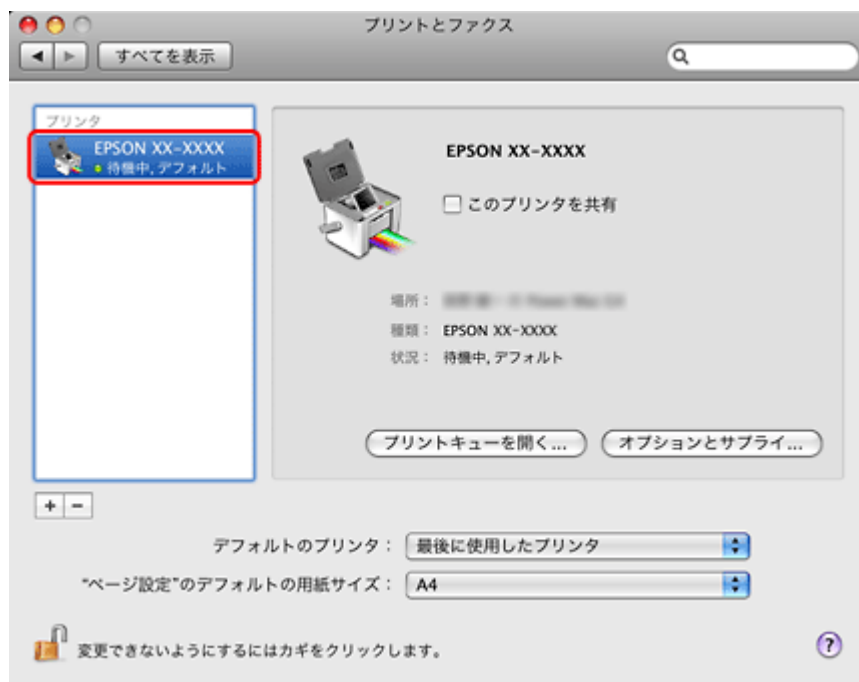 プリントとファクス
すべてを表示
プリンタ
EPSON XX-XXXX
待機中, デフォルト
EPSON XX-XXXX
このプリンタを共有
場所：
種類： EPSON XX-XXXX
状況： 待機中, デフォルト
プリントキューを開く...
オプションとサプライ...
+ -
デフォルトのプリンタ： 最後に使用したプリンタ
“ページ設定”のデフォルトの用紙サイズ： A4
変更できないようにするにはカギをクリックします。
?